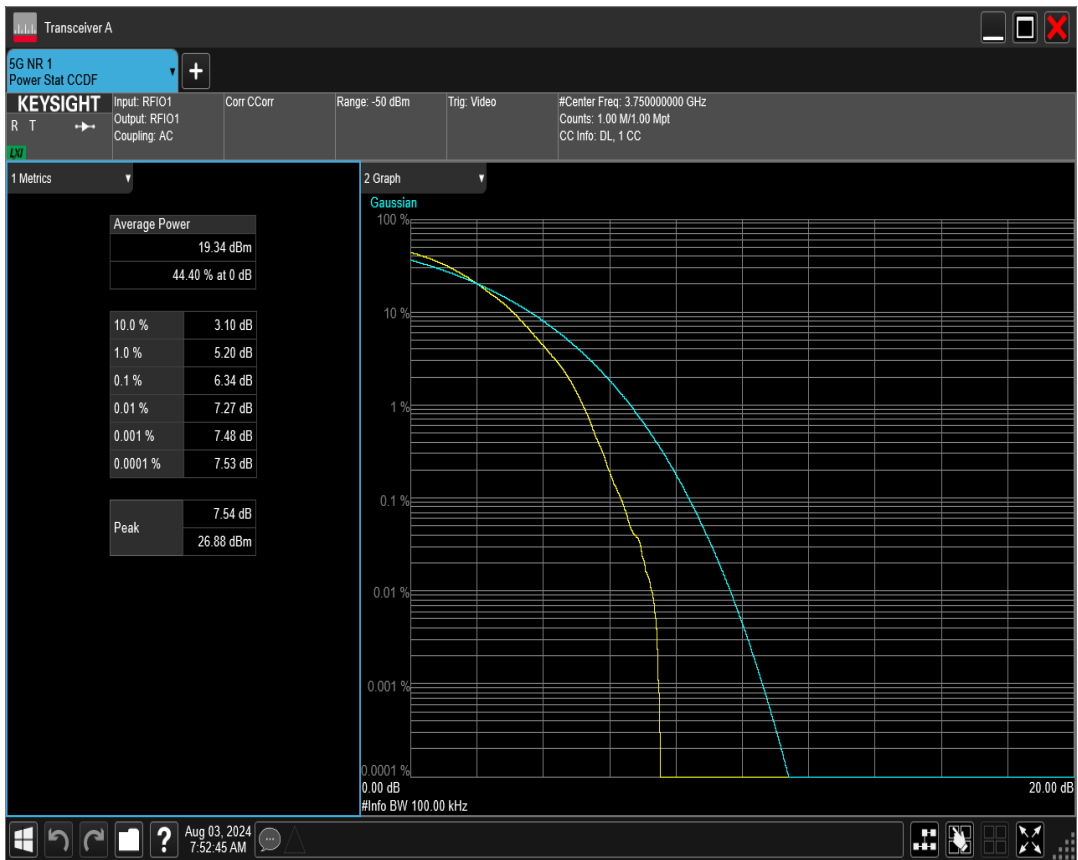 Transceiver A
5G NR 1
Power Stat CCDF
+
KEYSIGHT
R T
LXI
Input: RFIO1
Output: RFIO1
Coupling: AC
Corr CCorr
Range: -50 dBm
Trig: Video
#Center Freq: 3.750000000 GHz
Counts: 1.00 M/1.00 Mpt
CC Info: DL, 1 CC
1 Metrics
Average Power
19.34 dBm
44.40 % at 0 dB
10.0 % 3.10 dB
1.0 % 5.20 dB
0.1 % 6.34 dB
0.01 % 7.27 dB
0.001 % 7.48 dB
0.0001 % 7.53 dB
Peak
7.54 dB
26.88 dBm
2 Graph
Gaussian
100 %
10 %
1 %
0.1 %
0.01 %
0.001 %
0.0001 %
0.00 dB
20.00 dB
#Info BW 100.00 kHz
?
Aug 03, 2024
7:52:45 AM